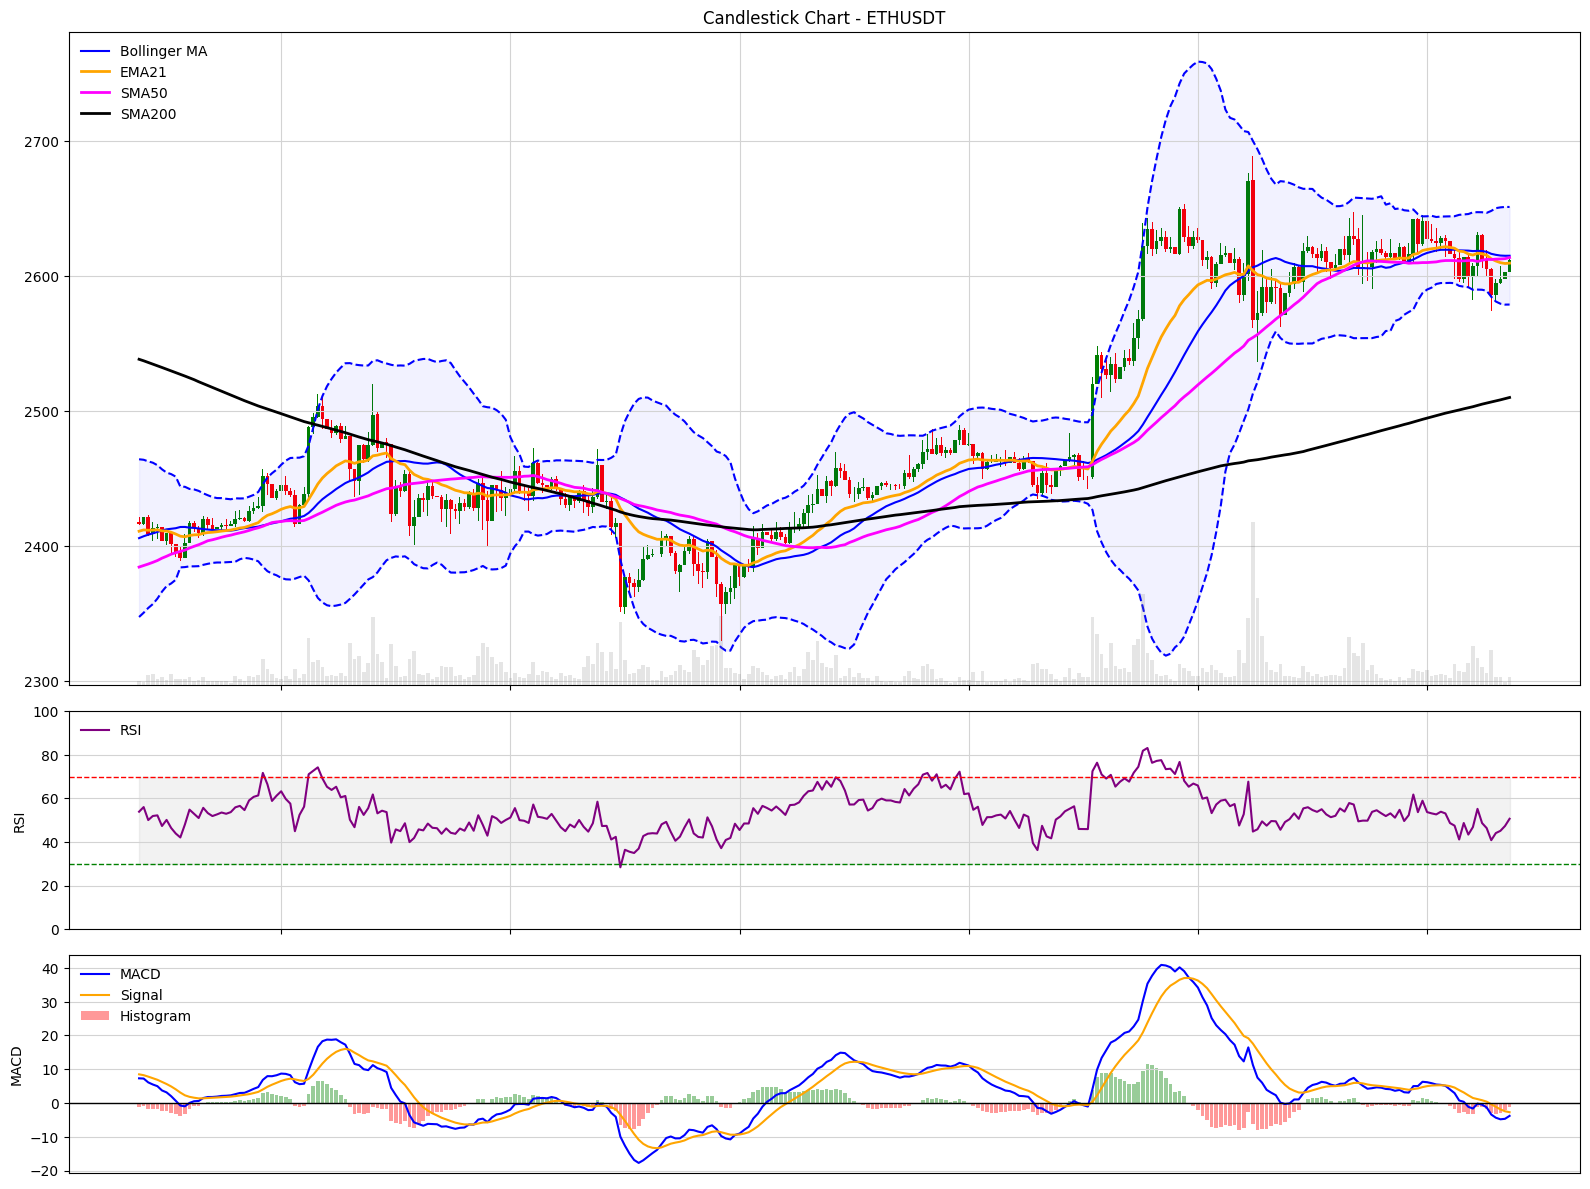 Candlestick Chart - ETHUSDT
Bollinger MA
EMA21
SMA50
SMA200
2700
2600
2500
2400
2300
100
RSI
80
60
RSI
40
20
0
40
MACD
30
Signal
Histogram
20
MACD
10
0
−10
−20